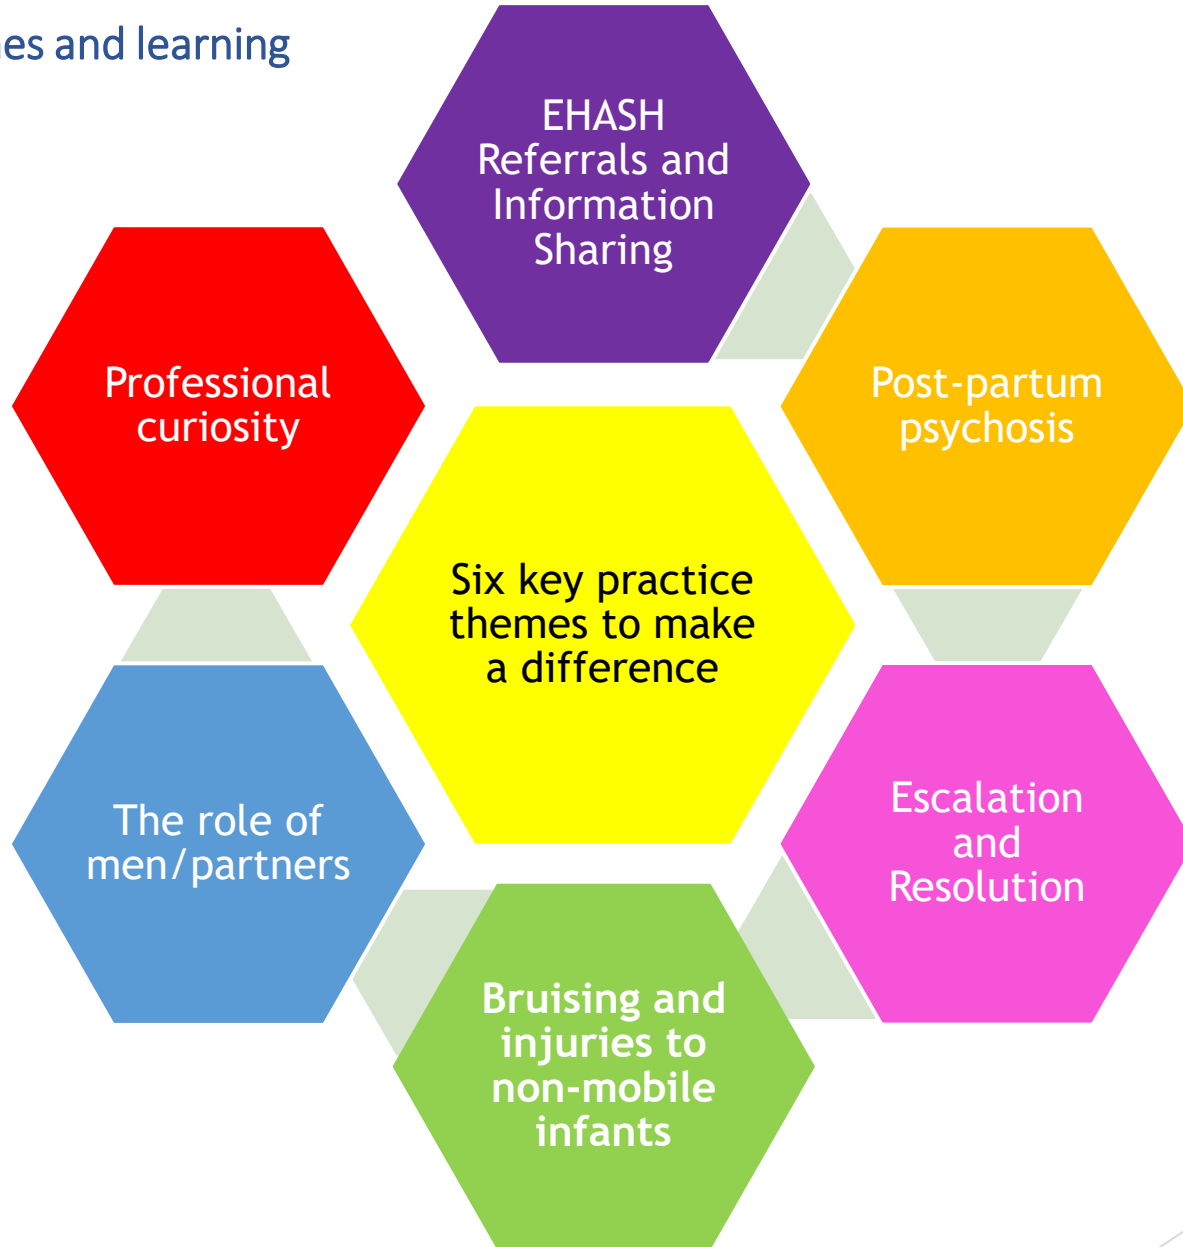 and learning
EHASH
Referrals and
Information
Sharing
Professional
curiosity
Post-partum
psychosis
Six key practice
themes to make
a difference
The role of
men/partners
Escalation
and
Resolution
Bruising and
injuries to
non-mobile
infants